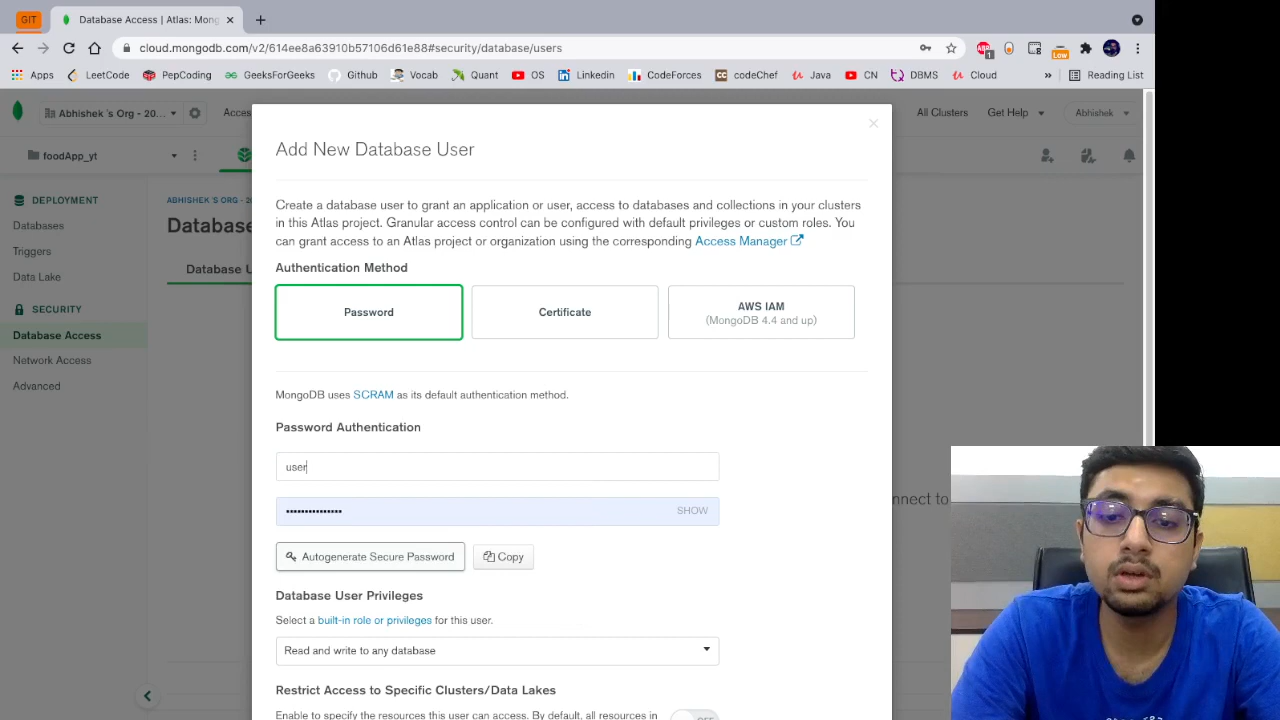 GIT
Database Access | Atlas: Mong
cloud.mongodb.com/v2/614ee8a63910b57106d61e88#security/database/users
Apps
LeetCode
PepCoding
GeeksForGeeks
Github
Vocab
Quant
OS
Linkedin
CodeForces
codeChef
Java
CN
DBMS
Cloud
»
Reading List
ABP
1
Low
Abhishek 's Org - 20...
Acces
All Clusters
Get Help
Abhishek
foodApp_yt
DEPLOYMENT
Databases
Triggers
Data Lake
SECURITY
Database Access
Network Access
Advanced
ABHISHEK 'S ORG - 2
Databas
Database U
nnect to
Add New Database User
Create a database user to grant an application or user, access to databases and collections in your clusters
in this Atlas project. Granular access control can be configured with default privileges or custom roles. You
can grant access to an Atlas project or organization using the corresponding Access Manager
Authentication Method
Password
Certificate
AWS IAM
(MongoDB 4.4 and up)
MongoDB uses SCRAM as its default authentication method.
Password Authentication
user
•••••••••••••••
SHOW
Autogenerate Secure Password
Copy
Database User Privileges
Select a built-in role or privileges for this user.
Read and write to any database
Restrict Access to Specific Clusters/Data Lakes
Enable to specify the resources this user can access. By default, all resources in
OFF